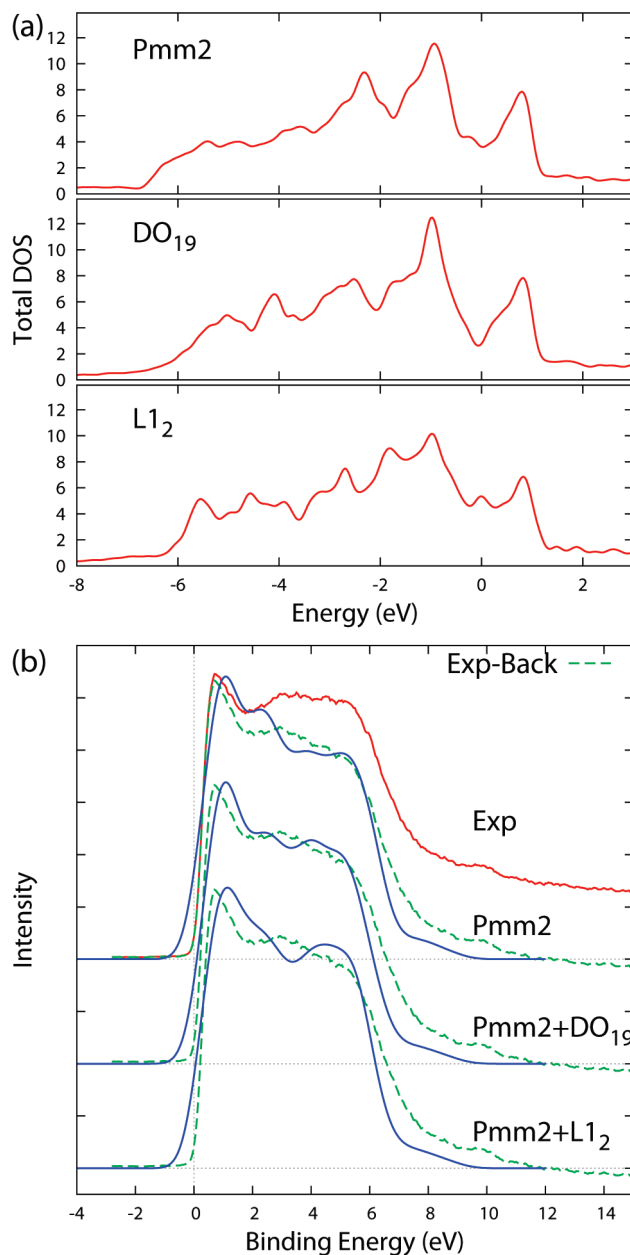 (a)
Pmm2
12
10
8
6
4
2
0
DO19
12
10
8
6
4
2
0
Total DOS
L12
12
10
8
6
4
2
0
-8 -6 -4 -2 0 2
Energy (eV)
(b)
Exp-Back
Exp
Pmm2
Pmm2+DO19
Pmm2+L12
Intensity
-4 -2 0 2 4 6 8 10 12 14
Binding Energy (eV)